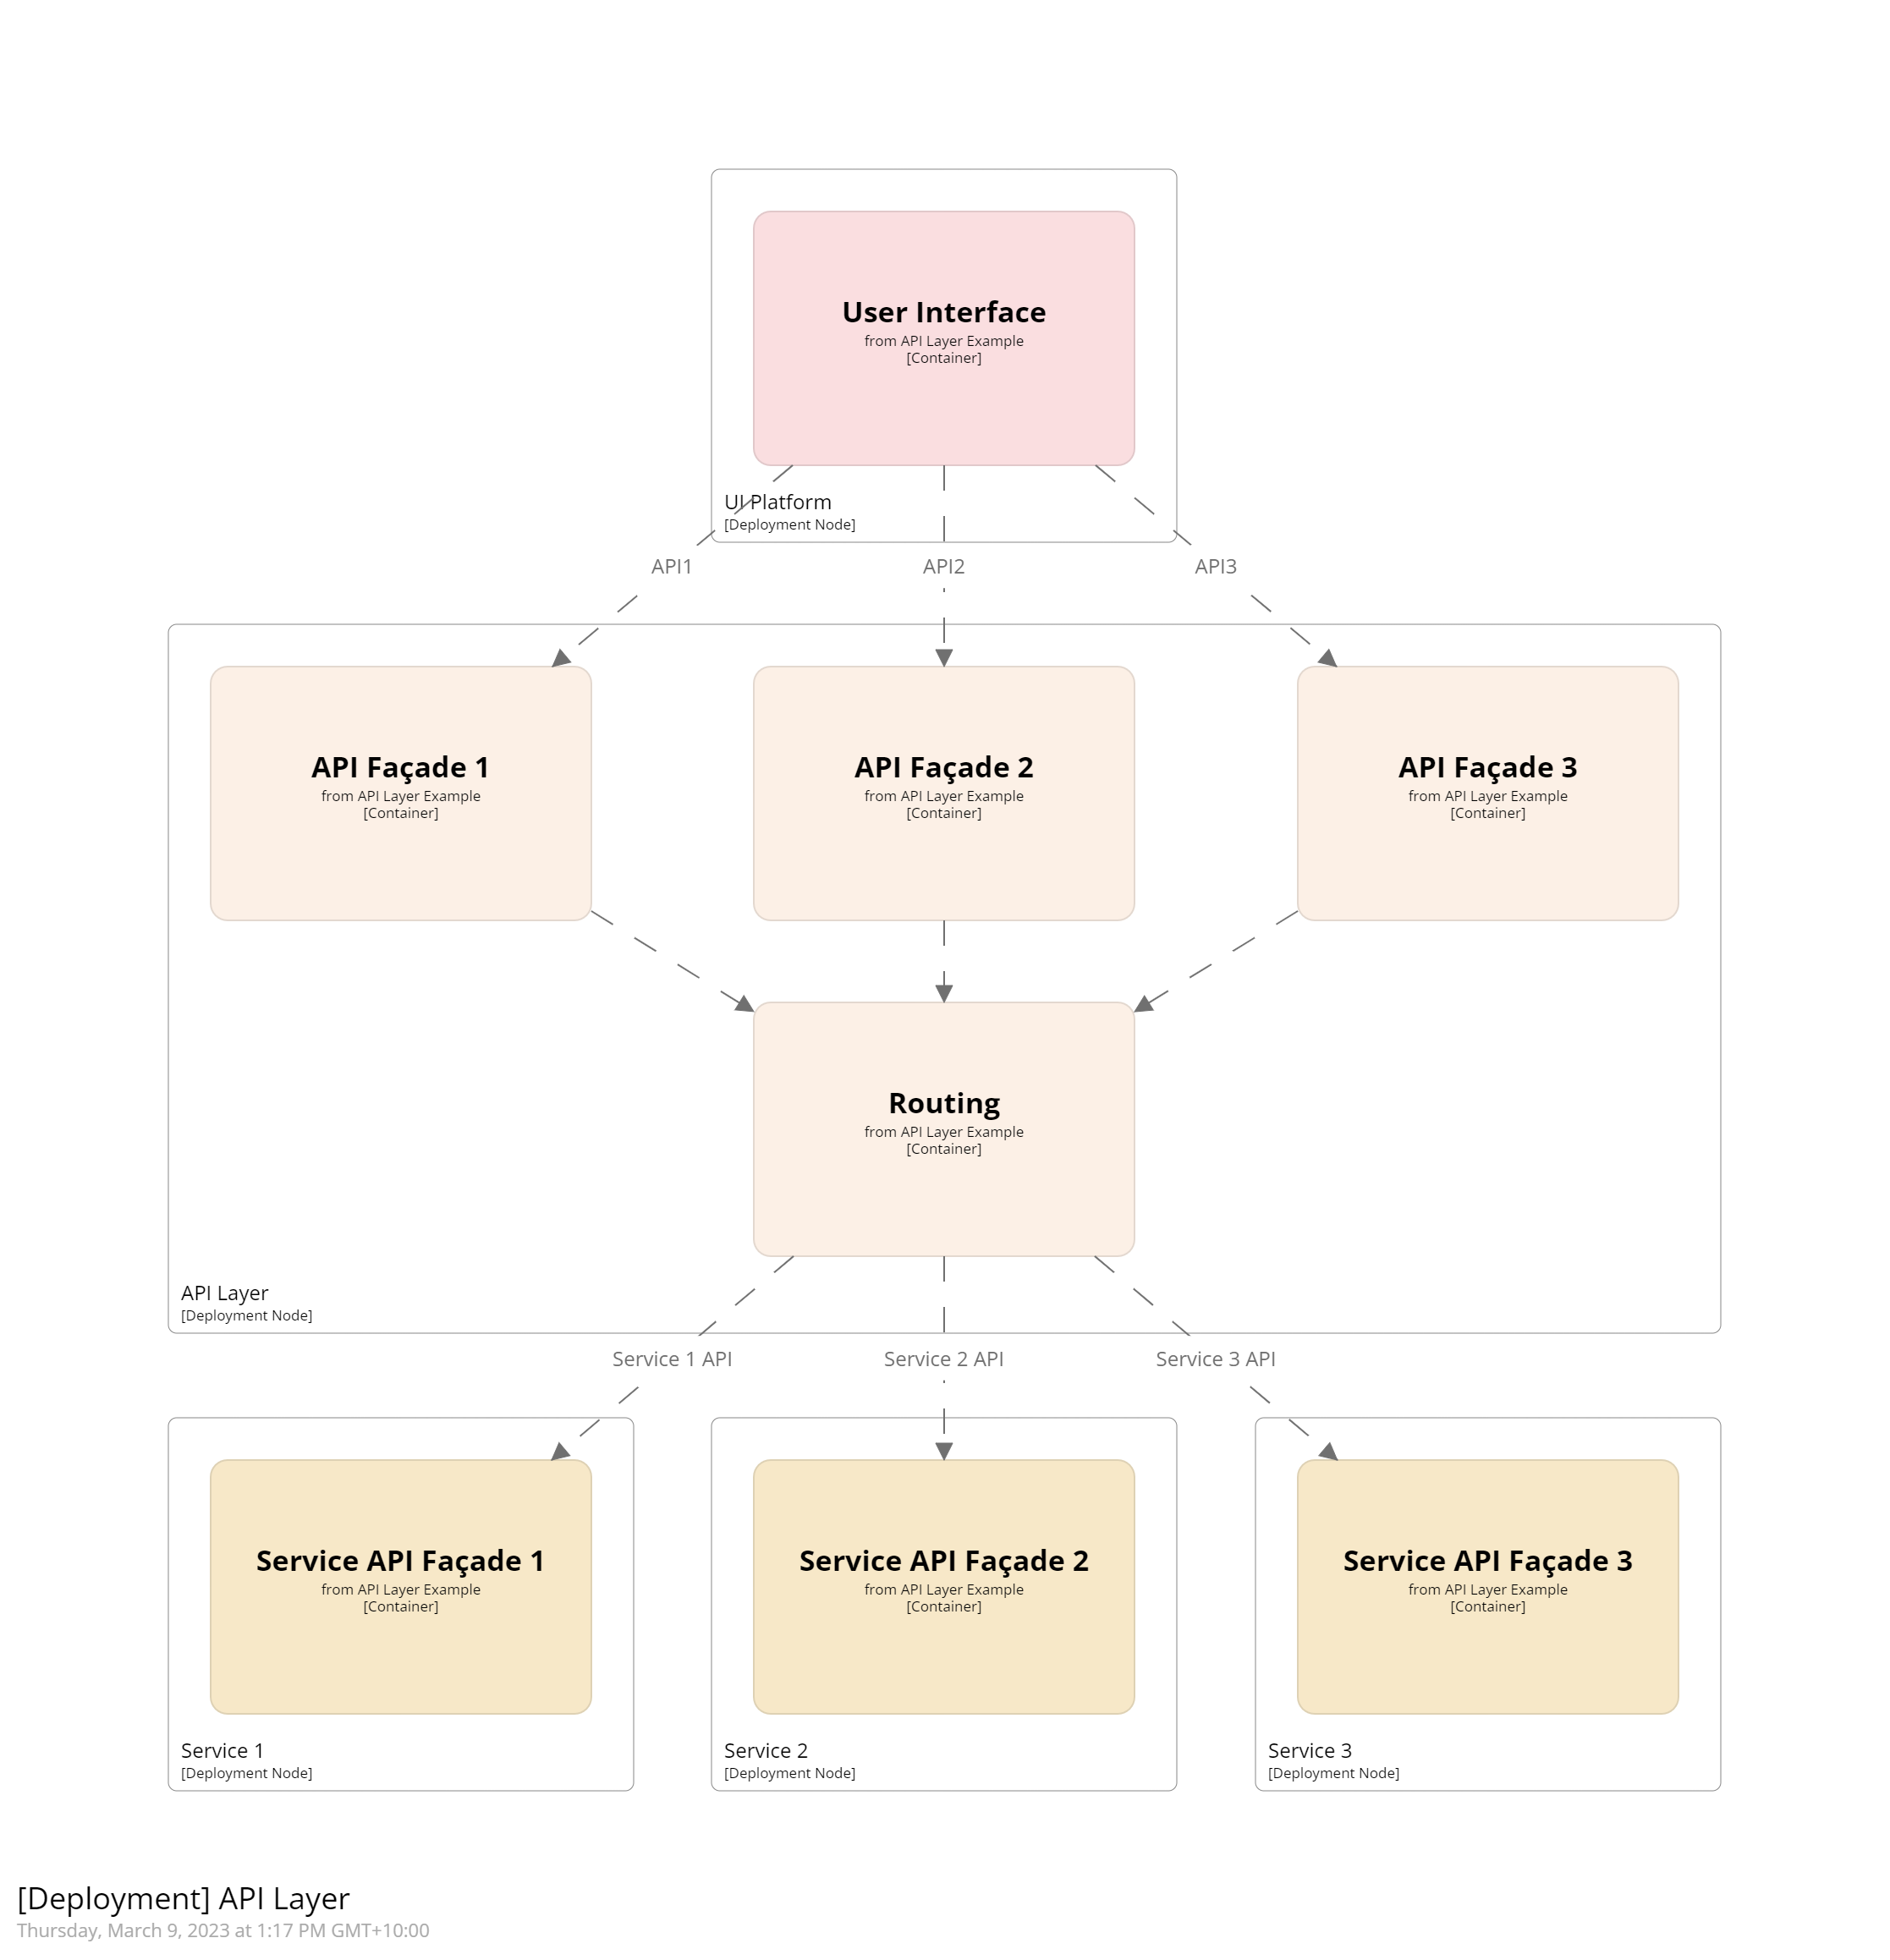 User Interface
from API Layer Example
[Container]
UI Platform
[Deployment Node]
API1
API2
API3
API Façade 1
from API Layer Example
[Container]
API Façade 2
from API Layer Example
[Container]
API Façade 3
from API Layer Example
[Container]
Routing
from API Layer Example
[Container]
API Layer
[Deployment Node]
Service 1 API
Service 2 API
Service 3 API
Service API Façade 1
from API Layer Example
[Container]
Service API Façade 2
from API Layer Example
[Container]
Service API Façade 3
from API Layer Example
[Container]
Service 1
[Deployment Node]
Service 2
[Deployment Node]
Service 3
[Deployment Node]
[Deployment] API Layer
Thursday, March 9, 2023 at 1:17 PM GMT+10:00